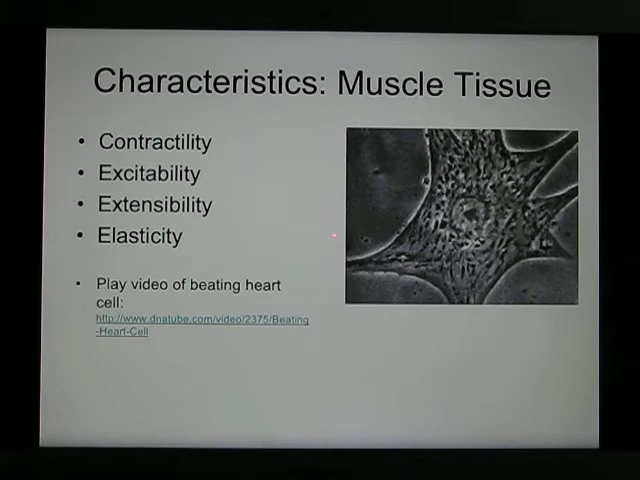 Characteristics: Muscle Tissue
• Contractility
• Excitability
• Extensibility
• Elasticity
• Play video of beating heart
cell:
http://www.dnatube.com/video/2375/Beating
-Heart-Cell